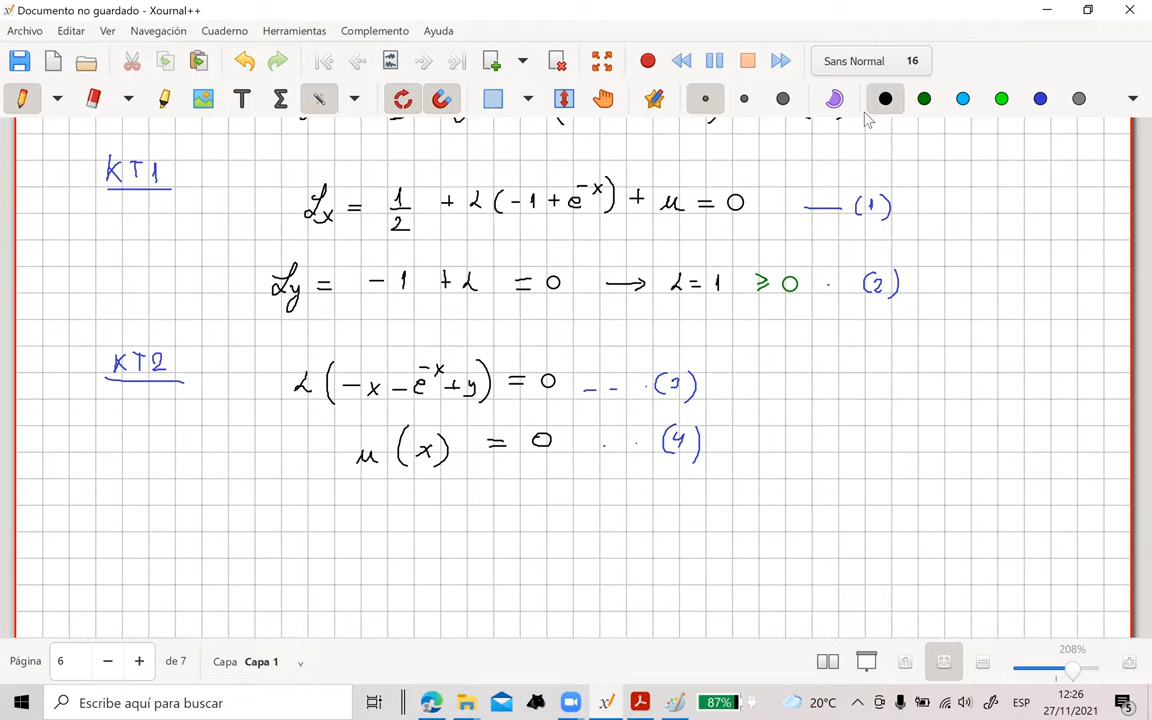 Documento no guardado - Xournal++
Archivo Editar Ver Navegación Cuaderno Herramientas Complemento Ayuda
Sans Normal 16
KT1
ℒx = 1/2 + λ(-1 + e^-x) + μ = 0 — (1)
ℒy = -1 + λ = 0 → λ = 1 ≥ 0 . (2)
KT2
λ(-x - e^-x + y) = 0 -- . (3)
μ(x) = 0 . . (4)
Página 6 de 7 Capa Capa 1
208%
Escribe aquí para buscar
87%
20°C
ESP
12:26
27/11/2021
5